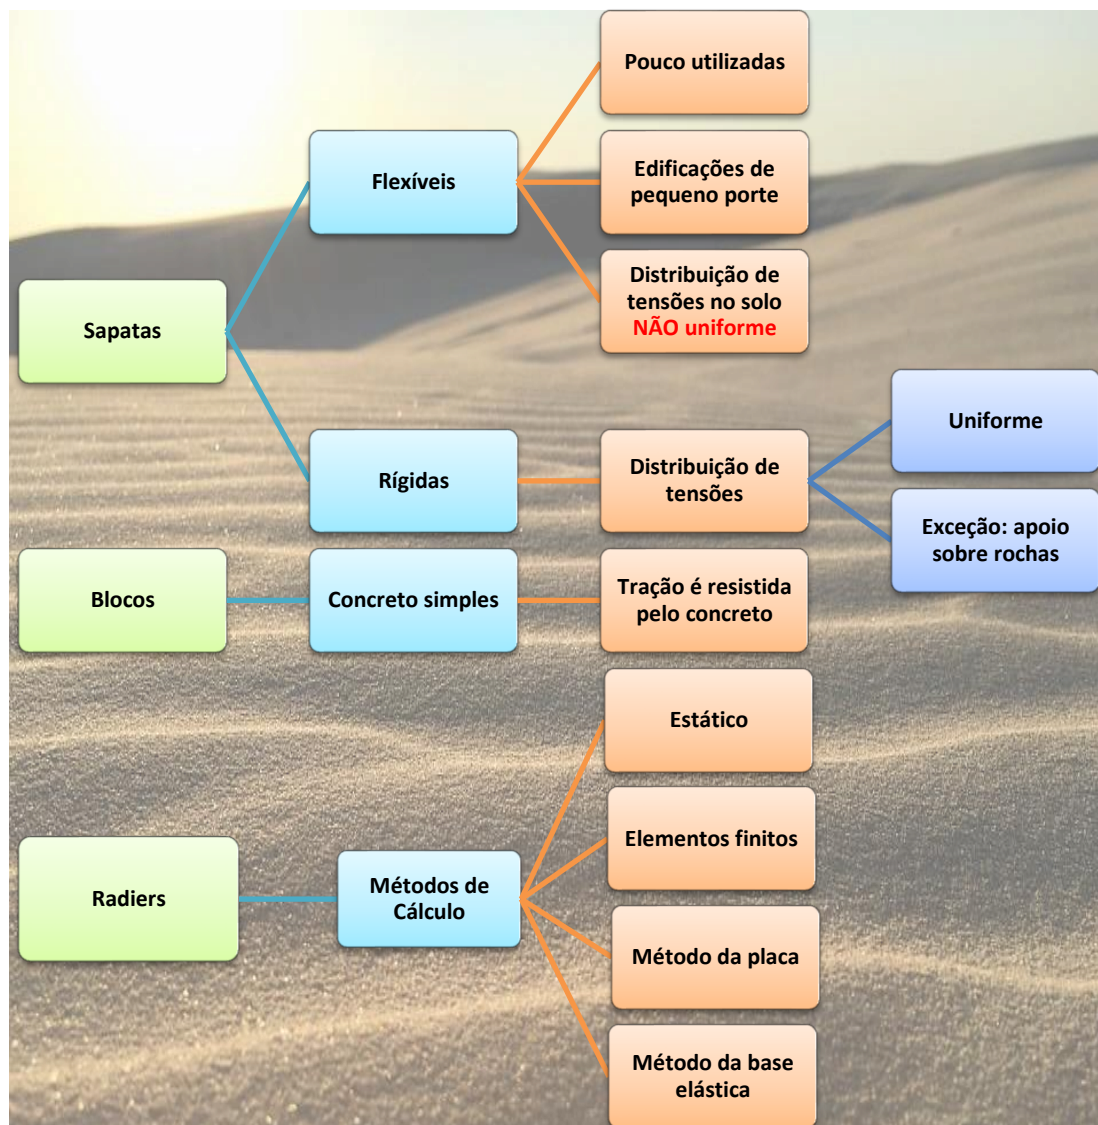 Pouco utilizadas
Flexíveis
Edificações de
pequeno porte
Distribuição de
tensões no solo
NÃO uniforme
Sapatas
Uniforme
Rígidas
Distribuição de
tensões
Exceção: apoio
sobre rochas
Blocos
Concreto simples
Tração é resistida
pelo concreto
Estático
Elementos finitos
Radiers
Métodos de
Cálculo
Método da placa
Método da base
elástica